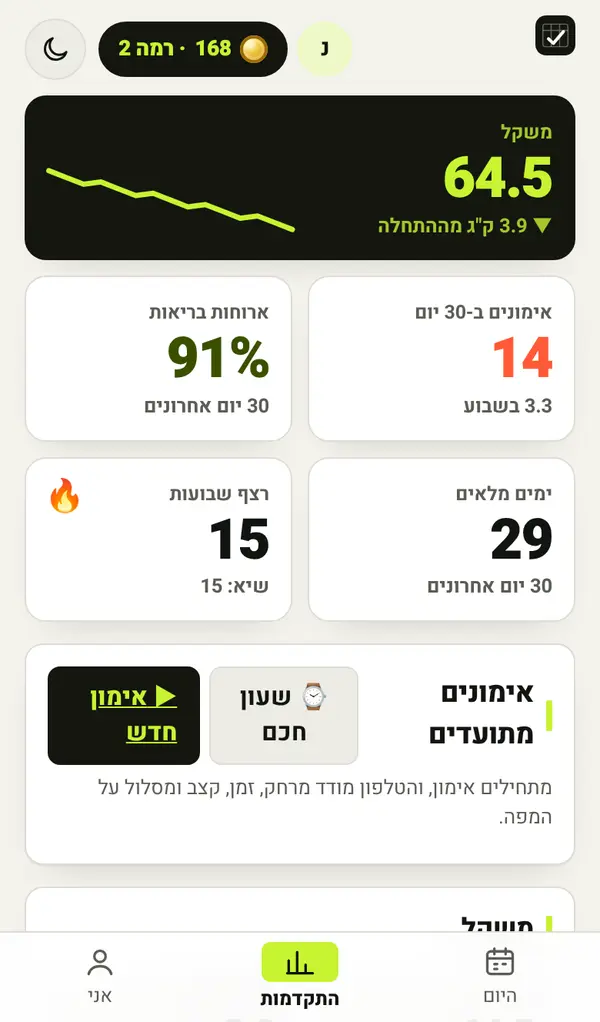 נ
168 · רמה 2
משקל
64.5
▼ 3.9 ק"ג מההתחלה
אימונים ב-30 יום
14
3.3 בשבוע
ארוחות בריאות
91%
30 יום אחרונים
ימים מלאים
29
30 יום אחרונים
רצף שבועות
15
שיא: 15
אימונים
מתועדים
שעון
חכם
▶ אימון
חדש
מתחילים אימון, והטלפון מודד מרחק, זמן, קצב ומסלול על
המפה.
משקל
היום
התקדמות
אני